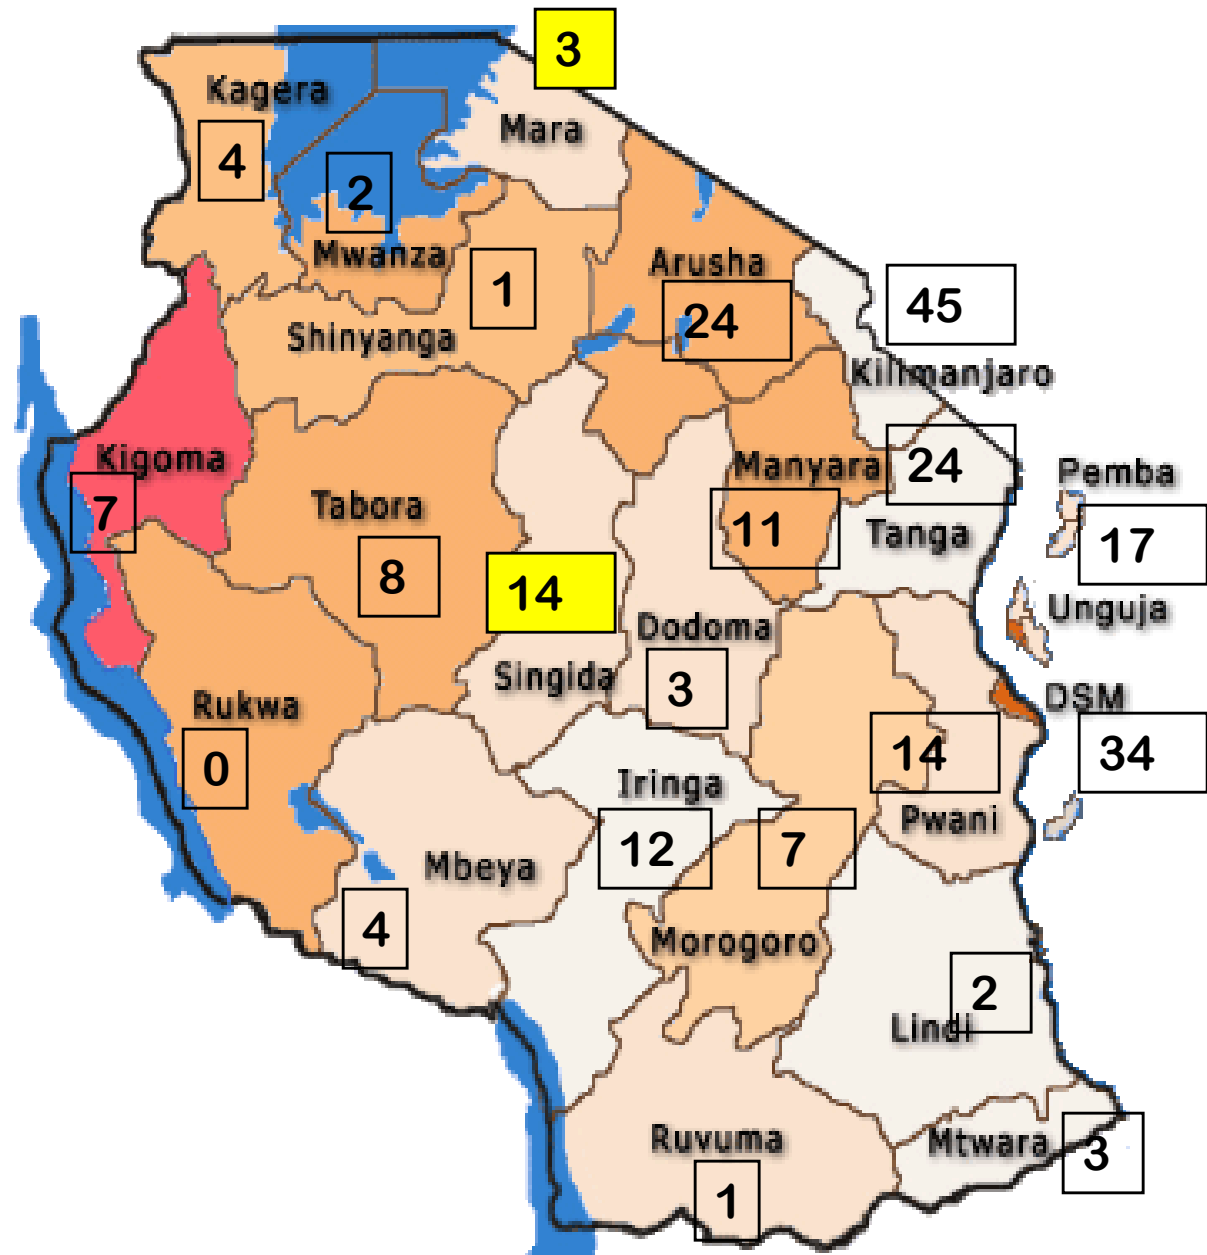 3
Kagera
Mara
4
2
Mwanza
Arusha
1
24
45
Shinyanga
Kilimanjaro
Kigoma
Manyara
24
Pemba
7
Tabora
11
Tanga
17
8
14
Unguja
Dodoma
Singida
3
Rukwa
DSM
0
14
34
Iringa
Pwani
12
7
Mbeya
4
Morogoro
2
Lindi
Ruvuma
Mtwara
3
1